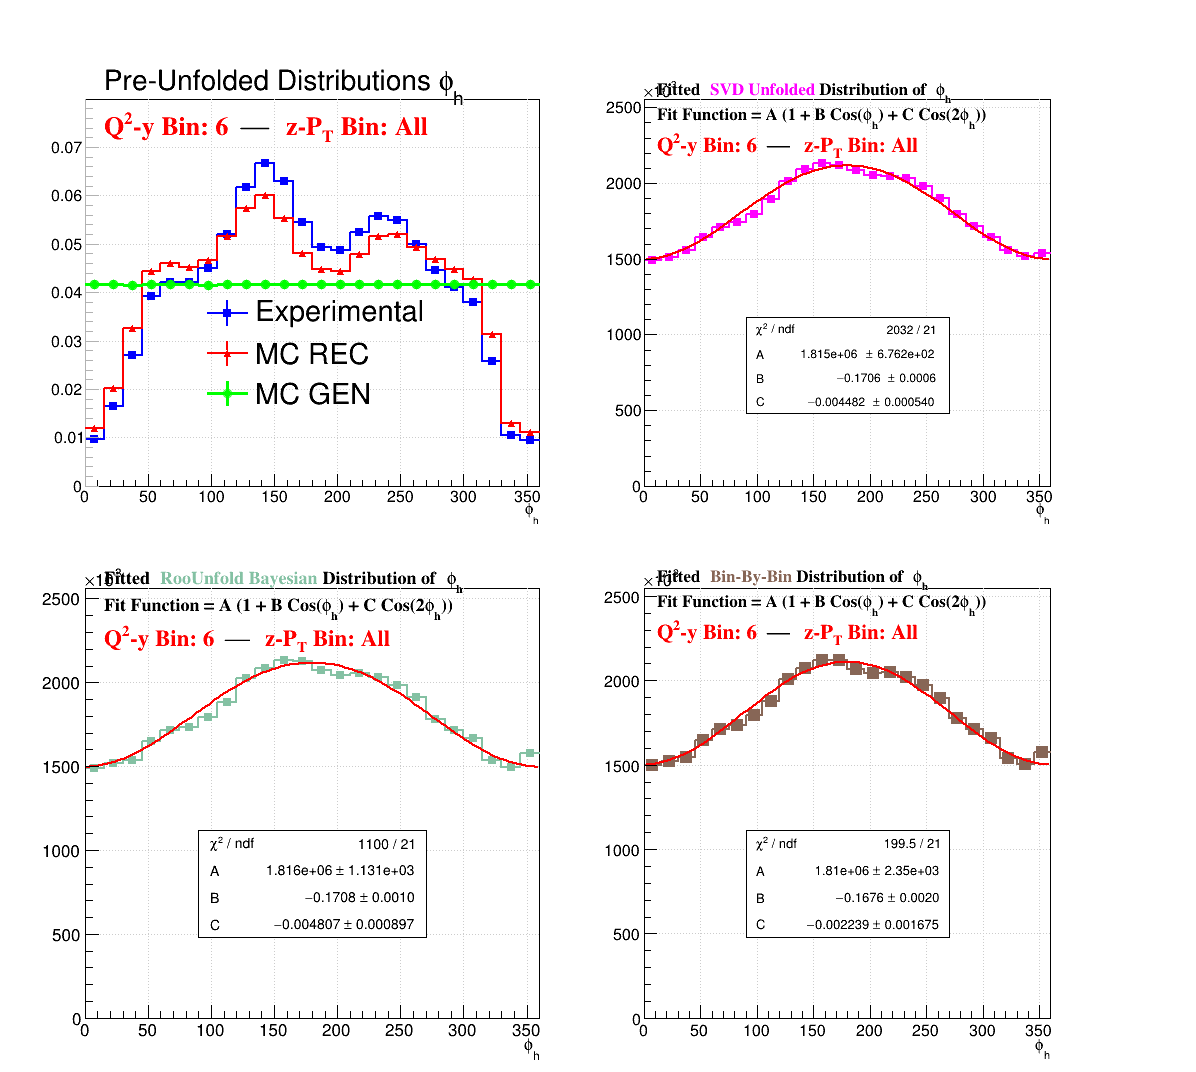 Pre-Unfolded Distributions ϕh
Q²-y Bin: 6 — z-PT Bin: All
0.07
0.06
0.05
0.04
0.03
0.02
0.01
0
Experimental
MC REC
MC GEN
0 50 100 150 200 250 300 350
ϕh
Fitted SVD Unfolded Distribution of ϕh
Fit Function = A (1 + B Cos(ϕh) + C Cos(2ϕh))
Q²-y Bin: 6 — z-PT Bin: All
2500
2000
1500
1000
500
0
χ² / ndf 2032 / 21
A 1.815e+06 ± 6.762e+02
B −0.1706 ± 0.0006
C −0.004482 ± 0.000540
0 50 100 150 200 250 300 350
ϕh
Fitted RooUnfold Bayesian Distribution of ϕh
Fit Function = A (1 + B Cos(ϕh) + C Cos(2ϕh))
Q²-y Bin: 6 — z-PT Bin: All
2500
2000
1500
1000
500
0
χ² / ndf 1100 / 21
A 1.816e+06 ± 1.131e+03
B −0.1708 ± 0.0010
C −0.004807 ± 0.000897
0 50 100 150 200 250 300 350
ϕh
Fitted Bin-By-Bin Distribution of ϕh
Fit Function = A (1 + B Cos(ϕh) + C Cos(2ϕh))
Q²-y Bin: 6 — z-PT Bin: All
2500
2000
1500
1000
500
0
χ² / ndf 199.5 / 21
A 1.81e+06 ± 2.35e+03
B −0.1676 ± 0.0020
C −0.002239 ± 0.001675
0 50 100 150 200 250 300 350
ϕh